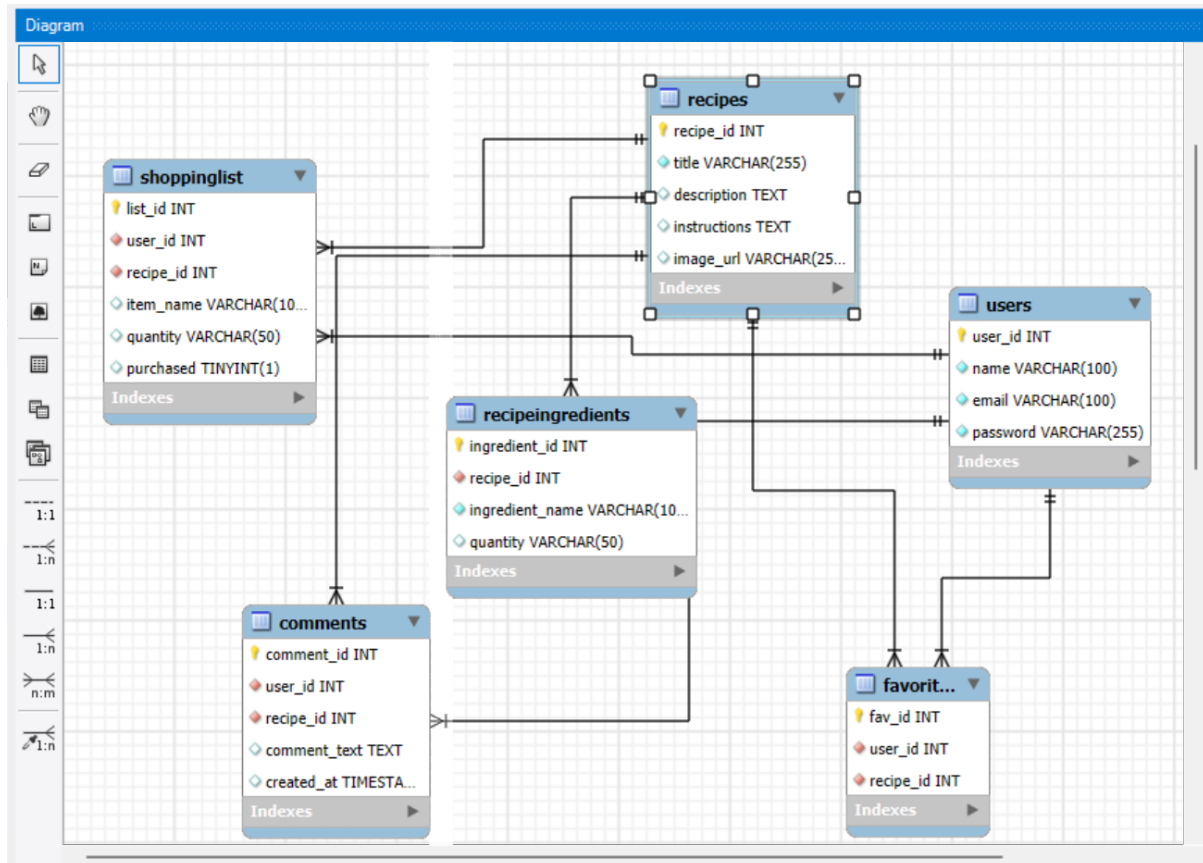 Diagram
recipes
recipe_id INT
title VARCHAR(255)
description TEXT
instructions TEXT
image_url VARCHAR(25...
Indexes
shoppinglist
list_id INT
user_id INT
recipe_id INT
item_name VARCHAR(10...
quantity VARCHAR(50)
purchased TINYINT(1)
Indexes
users
user_id INT
name VARCHAR(100)
email VARCHAR(100)
password VARCHAR(255)
Indexes
recipeingredients
ingredient_id INT
recipe_id INT
ingredient_name VARCHAR(10...
quantity VARCHAR(50)
Indexes
comments
comment_id INT
user_id INT
recipe_id INT
comment_text TEXT
created_at TIMESTA...
Indexes
favorit...
fav_id INT
user_id INT
recipe_id INT
Indexes
1:1
1:n
1:1
1:n
n:m
1:n